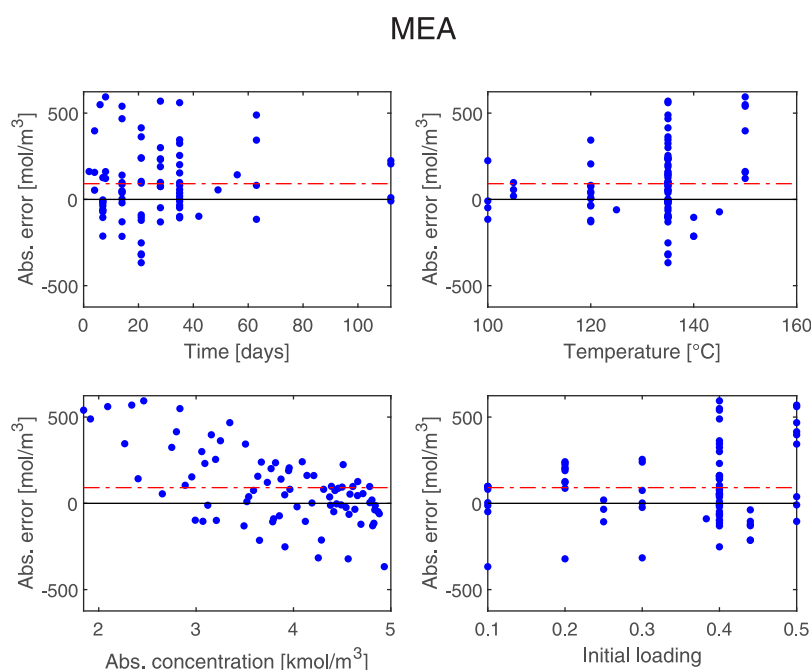 MEA
Abs. error [mol/m³]
500
0
-500
0 20 40 60 80 100
Time [days]
Abs. error [mol/m³]
500
0
-500
100 120 140 160
Temperature [°C]
Abs. error [mol/m³]
500
0
-500
2 3 4 5
Abs. concentration [kmol/m³]
Abs. error [mol/m³]
500
0
-500
0.1 0.2 0.3 0.4 0.5
Initial loading